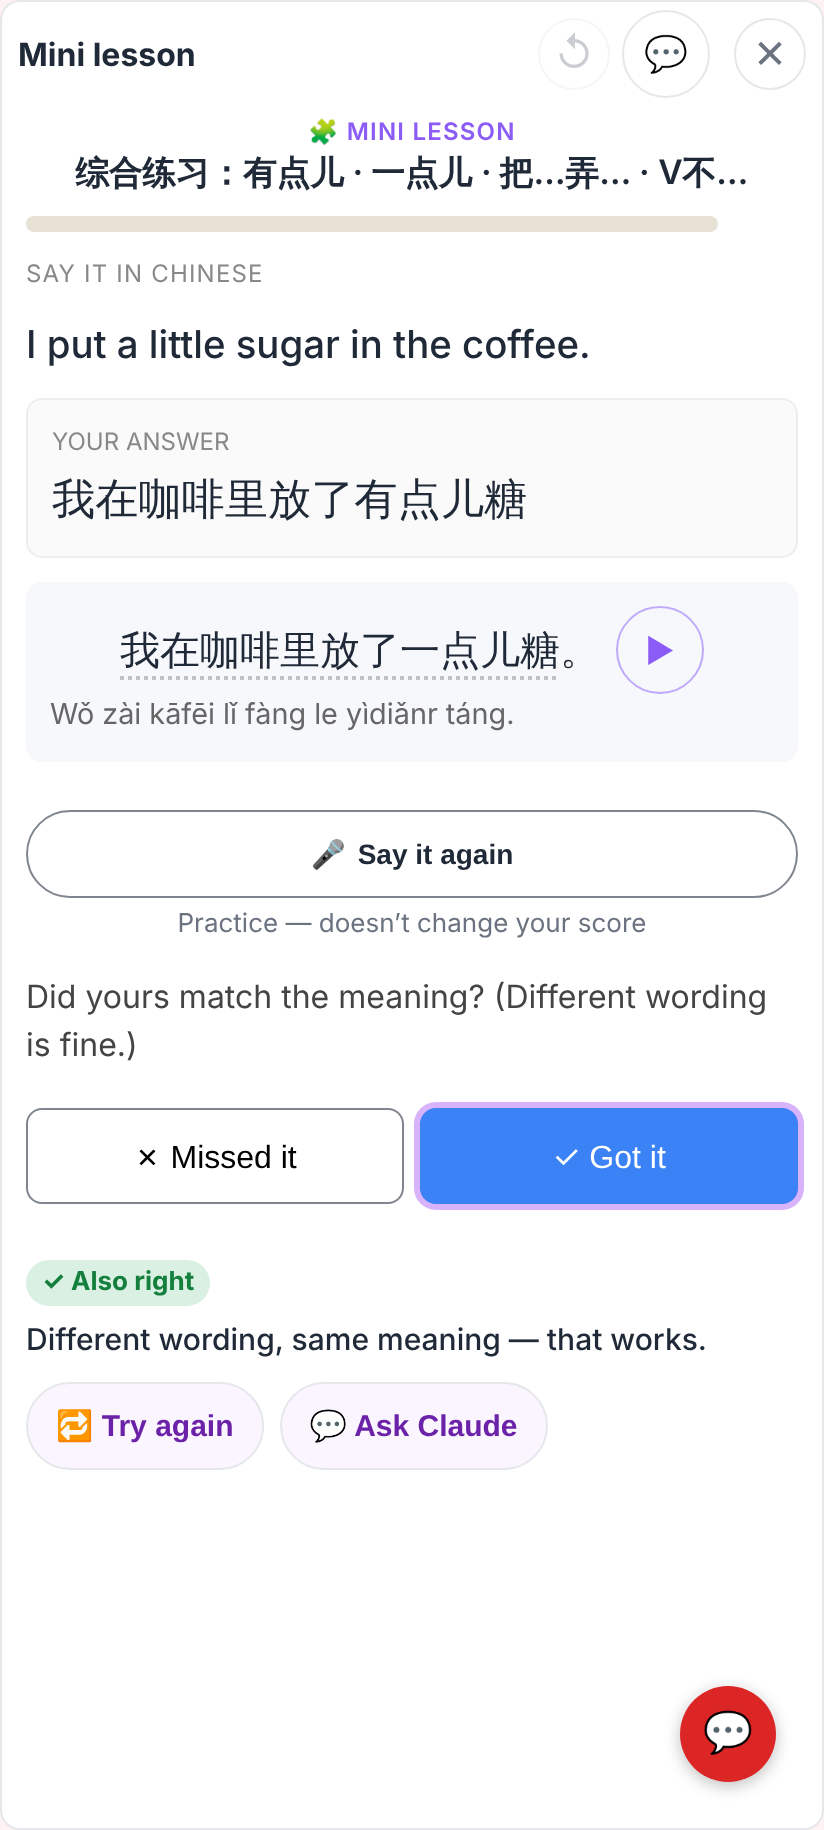 Mini lesson
🧩 MINI LESSON
综合练习：有点儿 · 一点儿 · 把…弄… · V不…
SAY IT IN CHINESE
I put a little sugar in the coffee.
YOUR ANSWER
我在咖啡里放了有点儿糖
我在咖啡里放了一点儿糖。
Wǒ zài kāfēi lǐ fàng le yìdiǎnr táng.
🎤 Say it again
Practice — doesn’t change your score
Did yours match the meaning? (Different wording
is fine.)
✕ Missed it
✓ Got it
✓ Also right
Different wording, same meaning — that works.
🔁 Try again
💬 Ask Claude